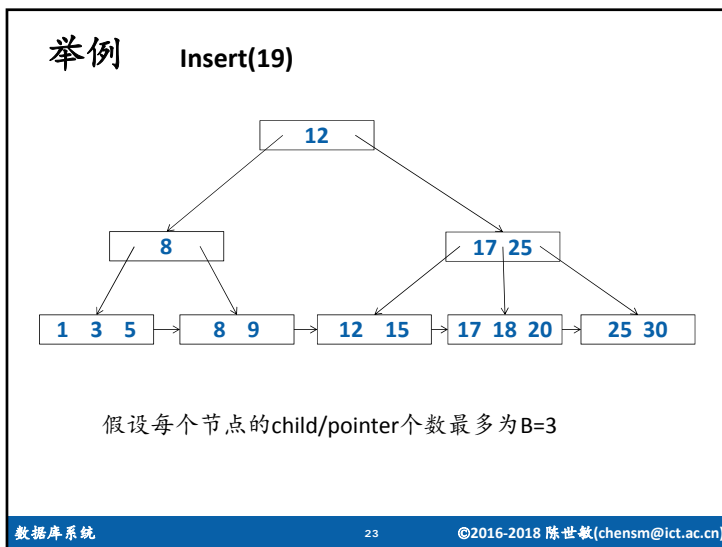 举例 Insert(19)
12
8 17 25
1 3 5 8 9 12 15 17 18 20 25 30
假设每个节点的child/pointer个数最多为B=3
数据库系统 23 ©2016-2018 陈世敏(chensm@ict.ac.cn)